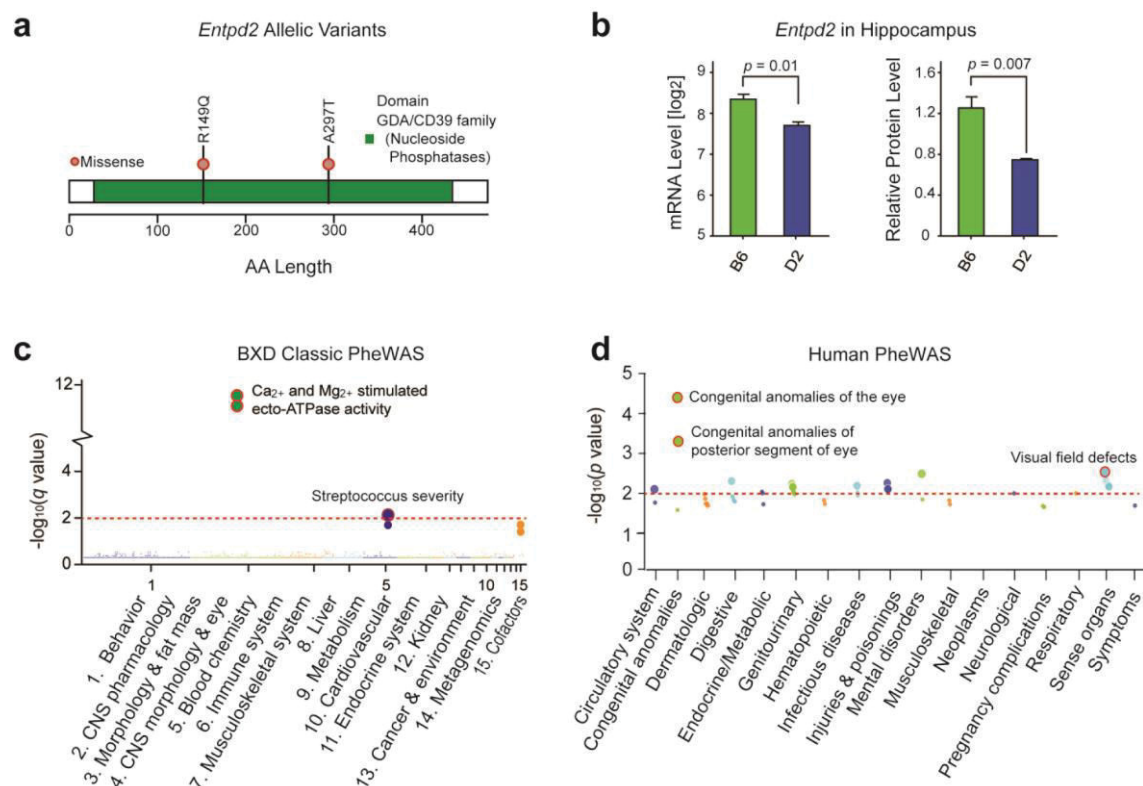 a
Entpd2 Allelic Variants
R149Q
A297T
Domain
GDA/CD39 family
(Nucleoside
Phosphatases)
Missense
0 100 200 300 400
AA Length
b
Entpd2 in Hippocampus
p = 0.01
mRNA Level [log2]
9
8
7
6
5
B6
D2
p = 0.007
Relative Protein Level
1.6
1.2
0.8
0.4
0
B6
D2
c
BXD Classic PheWAS
12
Ca2+ and Mg2+ stimulated
ecto-ATPase activity
4
Streptococcus severity
2
0
-log10(q value)
1 5 10 15
1. Behavior
2. CNS pharmacology
3. Morphology & fat mass
4. CNS morphology & eye
5. Blood chemistry
6. Immune system
7. Musculoskeletal system
8. Liver
9. Metabolism
10. Cardiovascular
11. Endocrine system
12. Kidney
13. Cancer & environment
14. Metagenomics
15. Cofactors
d
Human PheWAS
5
Congenital anomalies of the eye
4
Congenital anomalies of
posterior segment of eye
3
Visual field defects
2
1
0
-log10(p value)
Circulatory system
Congenital anomalies
Dermatologic
Digestive
Endocrine/Metabolic
Genitourinary
Hematopoietic
Infectious diseases
Injuries & poisonings
Mental disorders
Musculoskeletal
Neoplasms
Neurological
Pregnancy complications
Respiratory
Sense organs
Symptoms